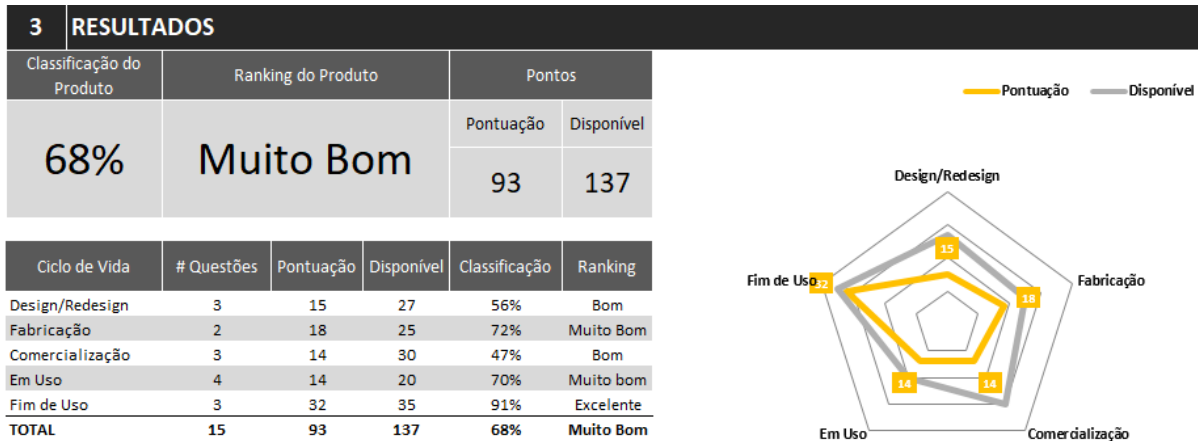 3 RESULTADOS
Classificação do Produto
Ranking do Produto
Pontos
68%
Muito Bom
Pontuação Disponível
93 137
Ciclo de Vida # Questões Pontuação Disponível Classificação Ranking
Design/Redesign 3 15 27 56% Bom
Fabricação 2 18 25 72% Muito Bom
Comercialização 3 14 30 47% Bom
Em Uso 4 14 20 70% Muito bom
Fim de Uso 3 32 35 91% Excelente
TOTAL 15 93 137 68% Muito Bom
Pontuação Disponível
Design/Redesign
15
Fim de Uso 32
Fabricação
18
14 14
Em Uso
Comercialização